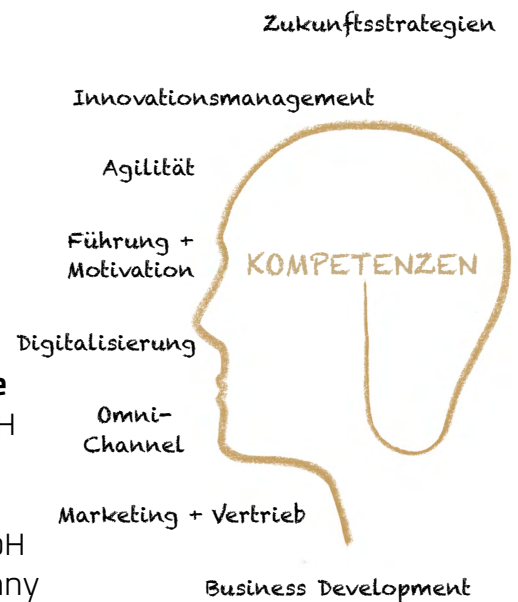 Zukunftsstrategien
Innovationsmanagement
Agilität
Führung +
Motivation
KOMPETENZEN
Digitalisierung
Omni-
Channel
Marketing + Vertrieb
Business Development